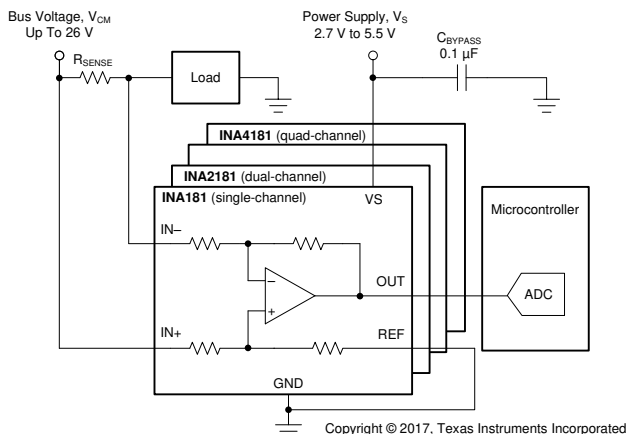 Bus Voltage, VCM
Up To 26 V
Power Supply, VS
2.7 V to 5.5 V
CBYPASS
0.1 µF
RSENSE
Load
INA4181 (quad-channel)
INA2181 (dual-channel)
INA181 (single-channel)
VS
Microcontroller
IN–
−
OUT
ADC
+
IN+
REF
GND
Copyright © 2017, Texas Instruments Incorporated